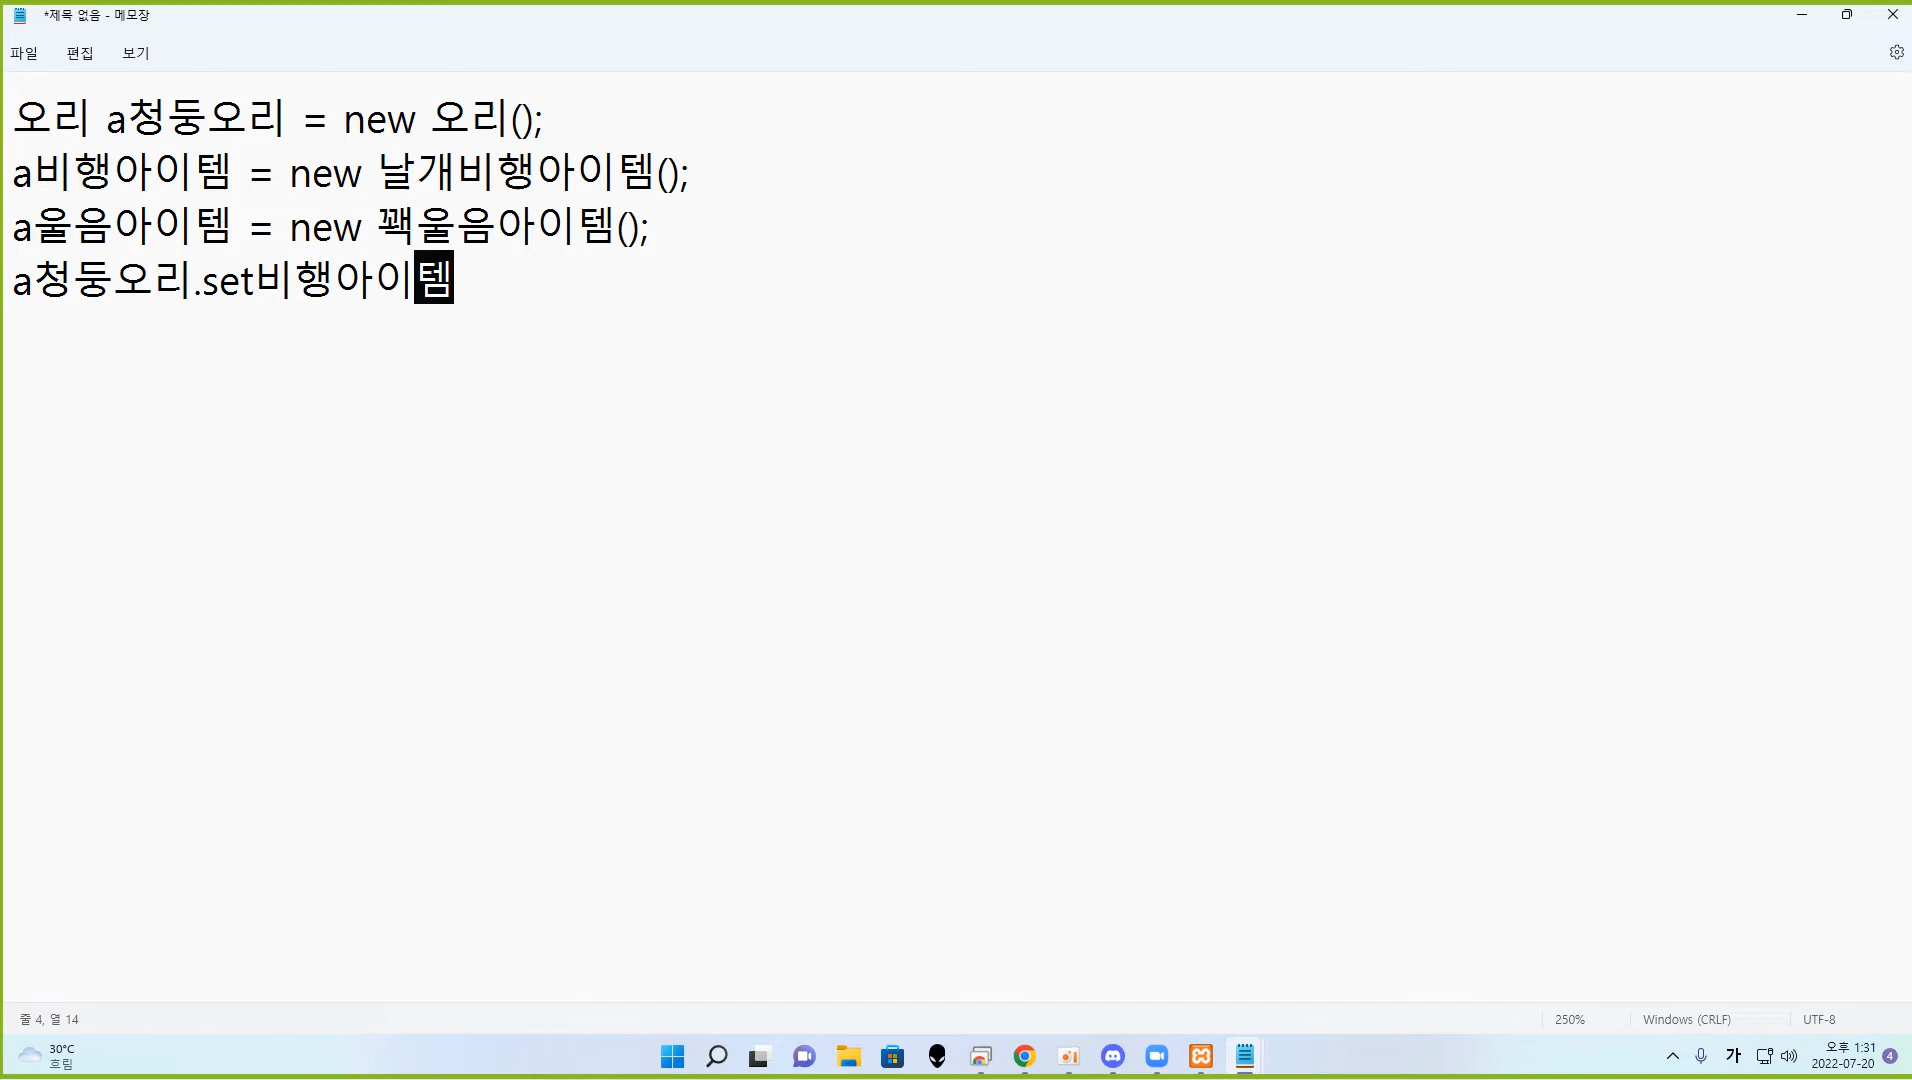 *제목 없음 - 메모장
파일 편집 보기
오리 a청둥오리 = new 오리();
a비행아이템 = new 날개비행아이템();
a울음아이템 = new 꽥울음아이템();
a청둥오리.set비행아이템
줄 4, 열 14
250%
Windows (CRLF)
UTF-8
30°C
흐림
가
오후 1:31
2022-07-20
4